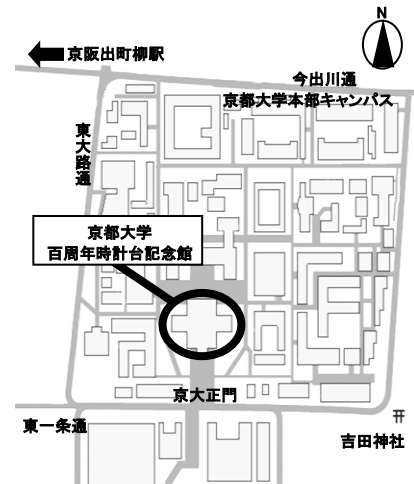 N
京阪出町柳駅
今出川通
京都大学本部キャンパス
東大路通
京都大学
百周年時計台記念館
京大正門
東一条通
吉田神社